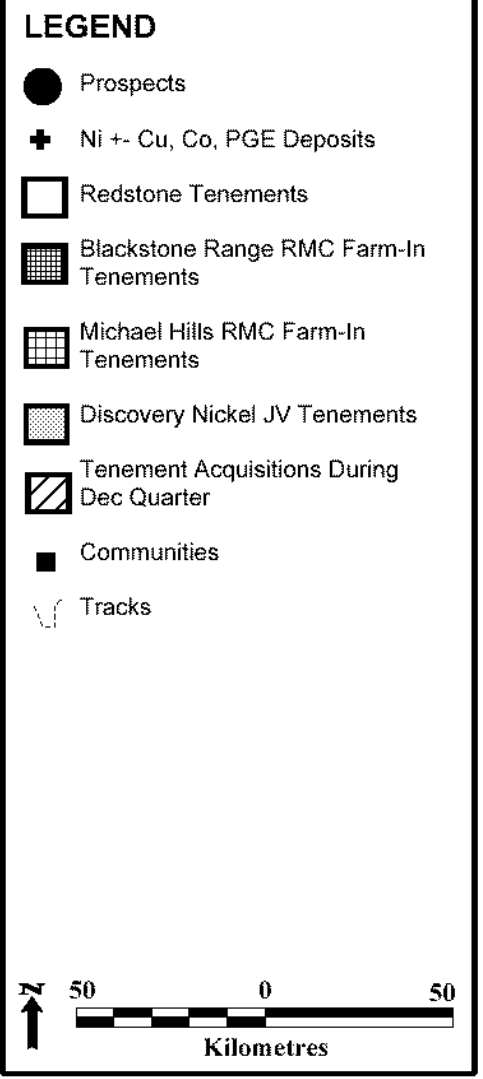 LEGEND
Prospects
Ni +- Cu, Co, PGE Deposits
Redstone Tenements
Blackstone Range RMC Farm-In
Tenements
Michael Hills RMC Farm-In
Tenements
Discovery Nickel JV Tenements
Tenement Acquisitions During
Dec Quarter
Communities
Tracks
N 50 0 50
Kilometres